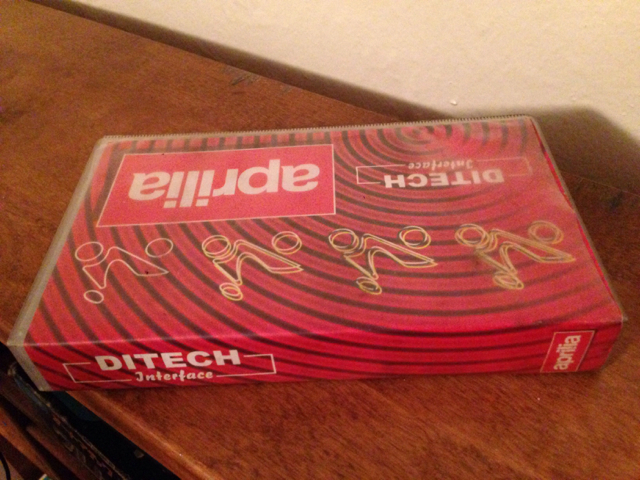 aprilia
DITECH
Interface
DITECH
Interface
aprilia